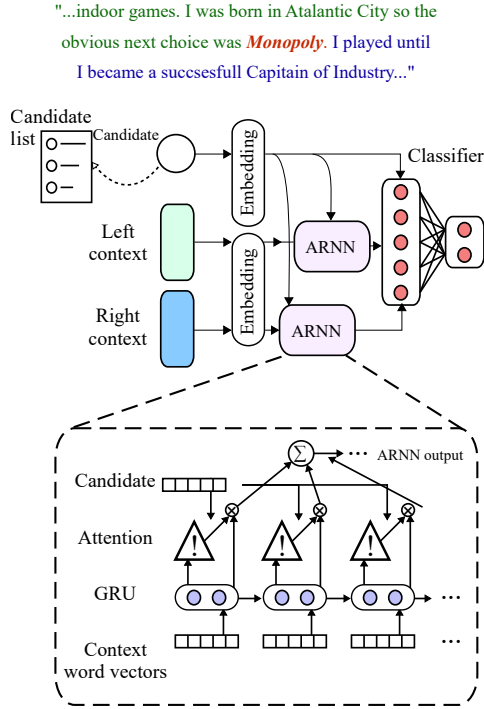 "...indoor games. I was born in Atalantic City so the
obvious next choice was Monopoly. I played until
I became a succsesfull Capitain of Industry..."
Candidate
list
Candidate
Embedding
Classifier
Left
context
ARNN
Embedding
Right
context
ARNN
Σ
... ARNN output
Candidate
Attention
! ! !
GRU
...
Context
word vectors
...